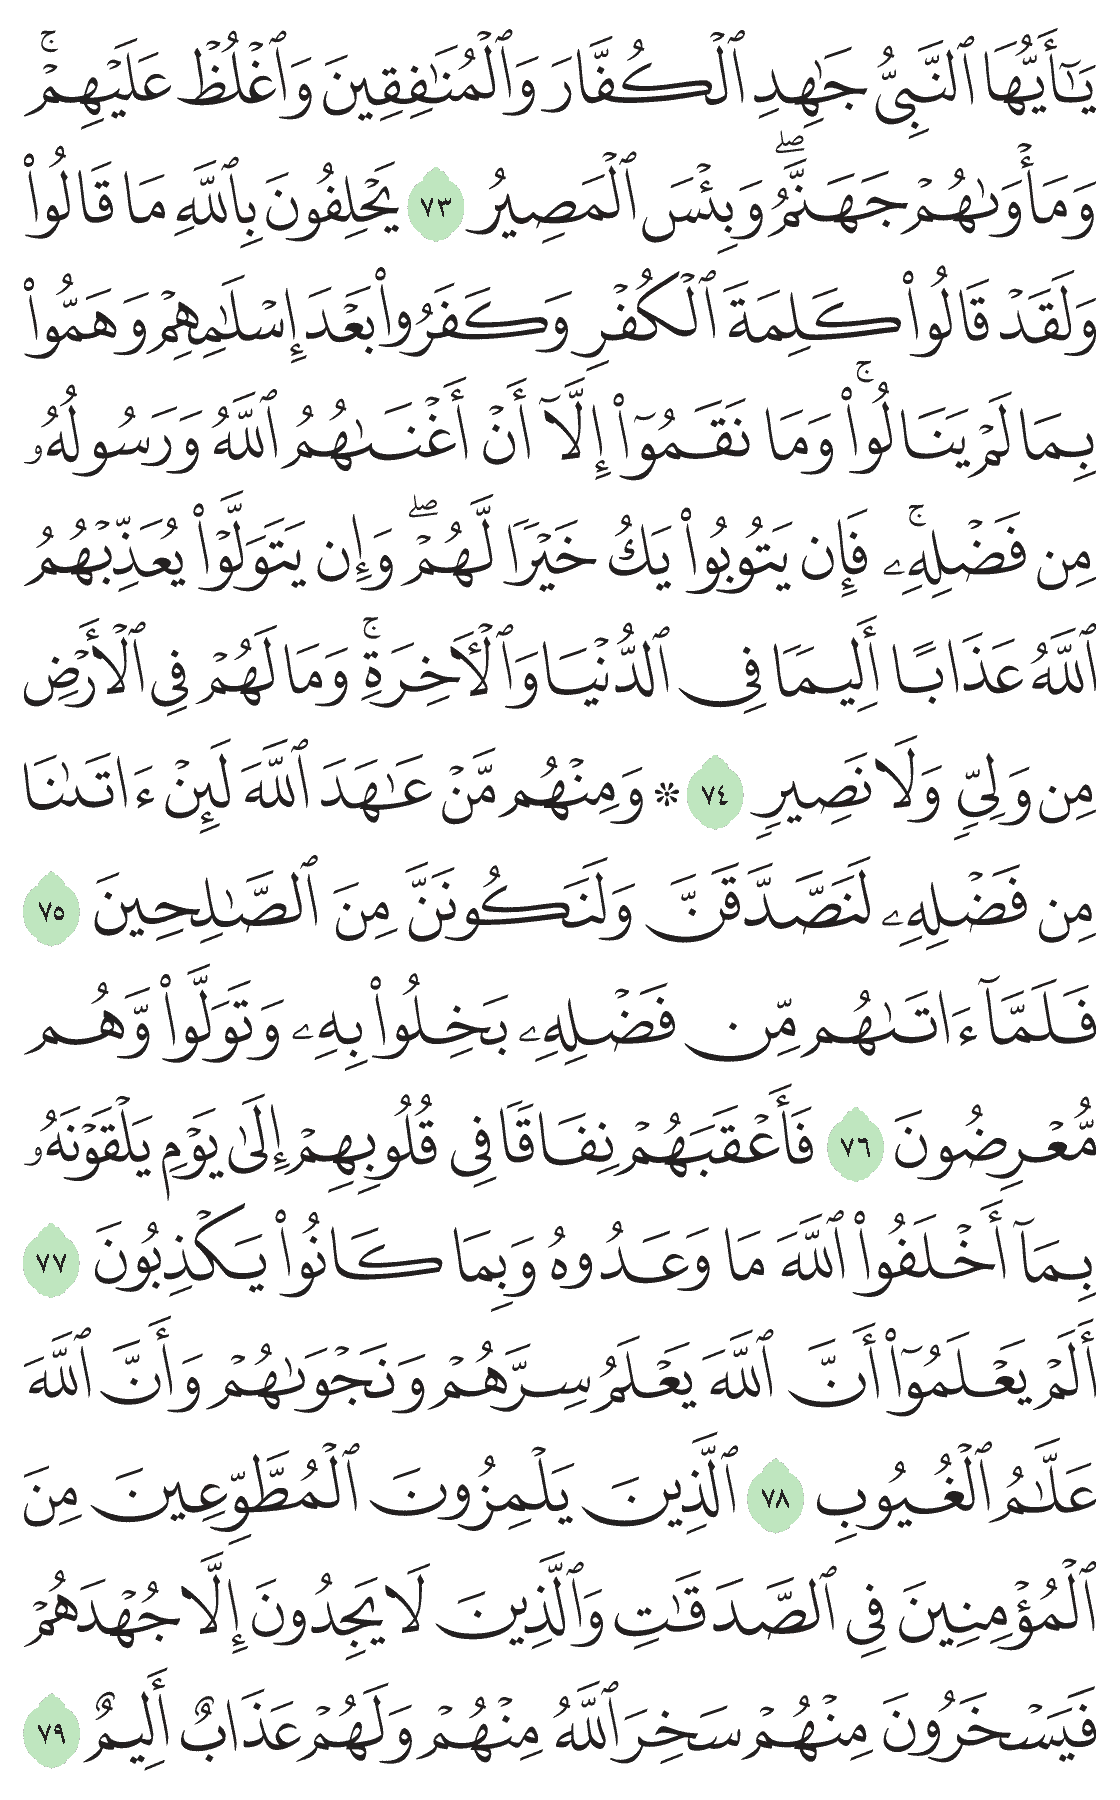 يَـٰٓأَيُّهَا ٱلنَّبِىُّ جَـٰهِدِ ٱلْكُفَّارَ وَٱلْمُنَـٰفِقِينَ وَٱغْلُظْ عَلَيْهِمْ ۚ
وَمَأْوَىٰهُمْ جَهَنَّمُ ۖ وَبِئْسَ ٱلْمَصِيرُ ٧٣ يَحْلِفُونَ بِٱللَّهِ مَا قَالُوا۟
وَلَقَدْ قَالُوا۟ كَلِمَةَ ٱلْكُفْرِ وَكَفَرُوا۟ بَعْدَ إِسْلَـٰمِهِمْ وَهَمُّوا۟
بِمَا لَمْ يَنَالُوا۟ ۚ وَمَا نَقَمُوٓا۟ إِلَّآ أَنْ أَغْنَىٰهُمُ ٱللَّهُ وَرَسُولُهُۥ
مِن فَضْلِهِۦ ۚ فَإِن يَتُوبُوا۟ يَكُ خَيْرًا لَّهُمْ ۖ وَإِن يَتَوَلَّوْا۟ يُعَذِّبْهُمُ
ٱللَّهُ عَذَابًا أَلِيمًا فِى ٱلدُّنْيَا وَٱلْـَٔاخِرَةِ ۚ وَمَا لَهُمْ فِى ٱلْأَرْضِ
مِن وَلِىٍّ وَلَا نَصِيرٍ ٧٤ ۞ وَمِنْهُم مَّنْ عَـٰهَدَ ٱللَّهَ لَئِنْ ءَاتَىٰنَا
مِن فَضْلِهِۦ لَنَصَّدَّقَنَّ وَلَنَكُونَنَّ مِنَ ٱلصَّـٰلِحِينَ ٧٥
فَلَمَّآ ءَاتَىٰهُم مِّن فَضْلِهِۦ بَخِلُوا۟ بِهِۦ وَتَوَلَّوا۟ وَّهُم
مُّعْرِضُونَ ٧٦ فَأَعْقَبَهُمْ نِفَاقًا فِى قُلُوبِهِمْ إِلَىٰ يَوْمِ يَلْقَوْنَهُۥ
بِمَآ أَخْلَفُوا۟ ٱللَّهَ مَا وَعَدُوهُ وَبِمَا كَانُوا۟ يَكْذِبُونَ ٧٧
أَلَمْ يَعْلَمُوٓا۟ أَنَّ ٱللَّهَ يَعْلَمُ سِرَّهُمْ وَنَجْوَىٰهُمْ وَأَنَّ ٱللَّهَ
عَلَّـٰمُ ٱلْغُيُوبِ ٧٨ ٱلَّذِينَ يَلْمِزُونَ ٱلْمُطَّوِّعِينَ مِنَ
ٱلْمُؤْمِنِينَ فِى ٱلصَّدَقَـٰتِ وَٱلَّذِينَ لَا يَجِدُونَ إِلَّا جُهْدَهُمْ
فَيَسْخَرُونَ مِنْهُمْ سَخِرَ ٱللَّهُ مِنْهُمْ وَلَهُمْ عَذَابٌ أَلِيمٌ ٧٩